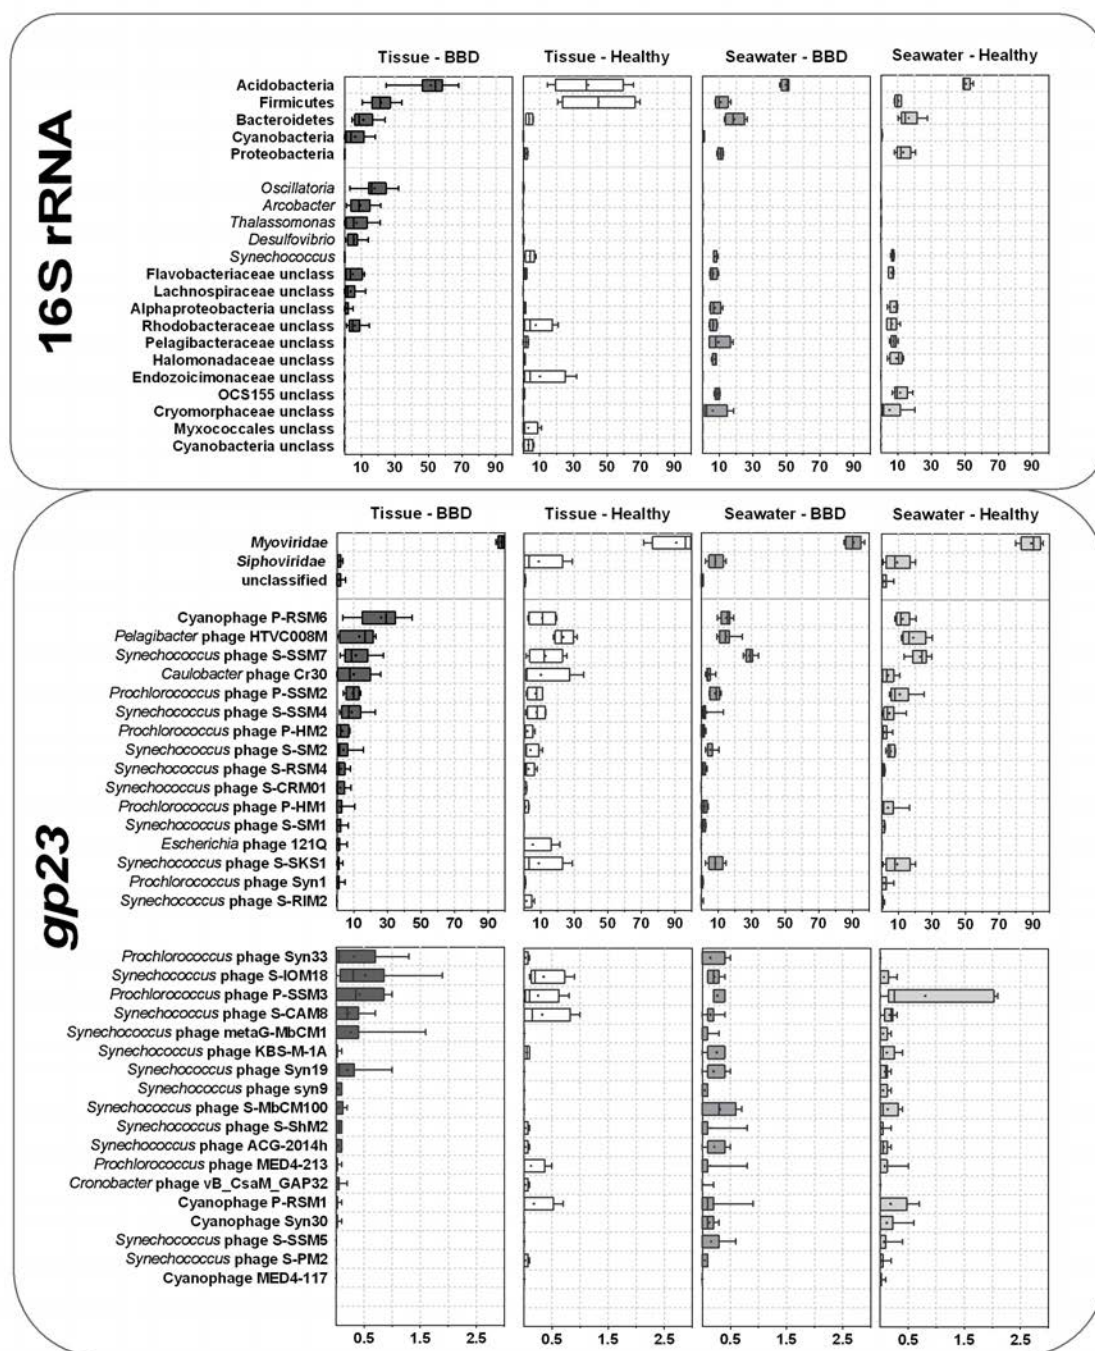 16S rRNA
Tissue - BBD Tissue - Healthy Seawater - BBD Seawater - Healthy
Acidobacteria
Firmicutes
Bacteroidetes
Cyanobacteria
Proteobacteria
Oscillatoria
Arcobacter
Thalassomonas
Desulfovibrio
Synechococcus
Flavobacteriaceae unclass
Lachnospiraceae unclass
Alphaproteobacteria unclass
Rhodobacteraceae unclass
Pelagibacteraceae unclass
Halomonadaceae unclass
Endozoicimonaceae unclass
OCS155 unclass
Cryomorphaceae unclass
Myxococcales unclass
Cyanobacteria unclass
10 30 50 70 90 10 30 50 70 90 10 30 50 70 90 10 30 50 70 90
gp23
Tissue - BBD Tissue - Healthy Seawater - BBD Seawater - Healthy
Myoviridae
Siphoviridae
unclassified
Cyanophage P-RSM6
Pelagibacter phage HTVC008M
Synechococcus phage S-SSM7
Caulobacter phage Cr30
Prochlorococcus phage P-SSM2
Synechococcus phage S-SSM4
Prochlorococcus phage P-HM2
Synechococcus phage S-SM2
Synechococcus phage S-RSM4
Synechococcus phage S-CRM01
Prochlorococcus phage P-HM1
Synechococcus phage S-SM1
Escherichia phage 121Q
Synechococcus phage S-SKS1
Prochlorococcus phage Syn1
Synechococcus phage S-RIM2
10 30 50 70 90 10 30 50 70 90 10 30 50 70 90 10 30 50 70 90
Prochlorococcus phage Syn33
Synechococcus phage S-IOM18
Prochlorococcus phage P-SSM3
Synechococcus phage S-CAM8
Synechococcus phage metaG-MbCM1
Synechococcus phage KBS-M-1A
Synechococcus phage Syn19
Synechococcus phage syn9
Synechococcus phage S-MbCM100
Synechococcus phage S-ShM2
Synechococcus phage ACG-2014h
Prochlorococcus phage MED4-213
Cronobacter phage vB_CsaM_GAP32
Cyanophage P-RSM1
Cyanophage Syn30
Synechococcus phage S-SSM5
Synechococcus phage S-PM2
Cyanophage MED4-117
0.5 1.5 2.5 0.5 1.5 2.5 0.5 1.5 2.5 0.5 1.5 2.5